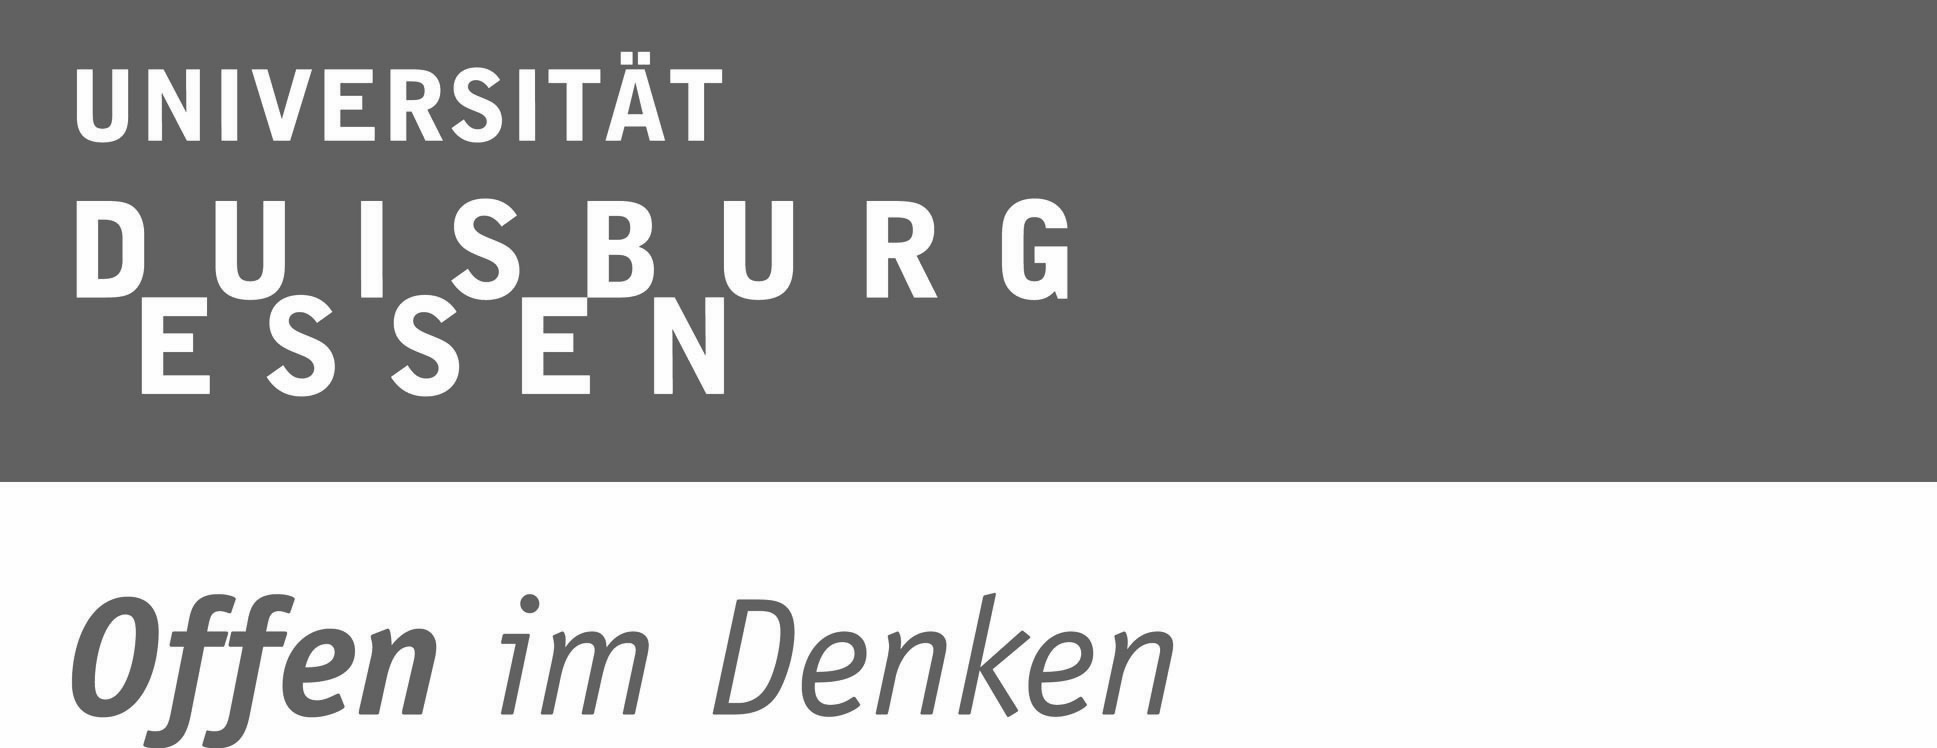 UNIVERSITÄT
DUISBURG
ESSEN
Offen im Denken